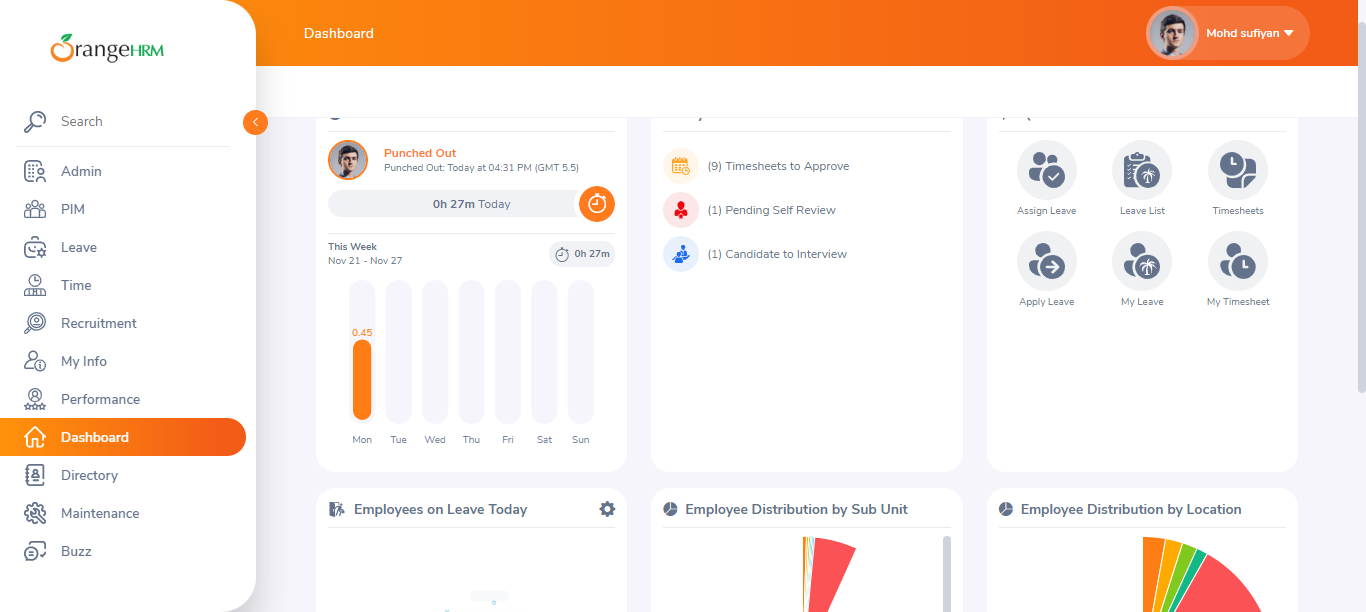 OrangeHRM
Dashboard
Mohd sufiyan
Search
Admin
PIM
Leave
Time
Recruitment
My Info
Performance
Dashboard
Directory
Maintenance
Buzz
Punched Out
Punched Out: Today at 04:31 PM (GMT 5.5)
0h 27m Today
This Week
Nov 21 - Nov 27
0h 27m
0.45
Mon Tue Wed Thu Fri Sat Sun
(9) Timesheets to Approve
(1) Pending Self Review
(1) Candidate to Interview
Assign Leave
Leave List
Timesheets
Apply Leave
My Leave
My Timesheet
Employees on Leave Today
Employee Distribution by Sub Unit
Employee Distribution by Location